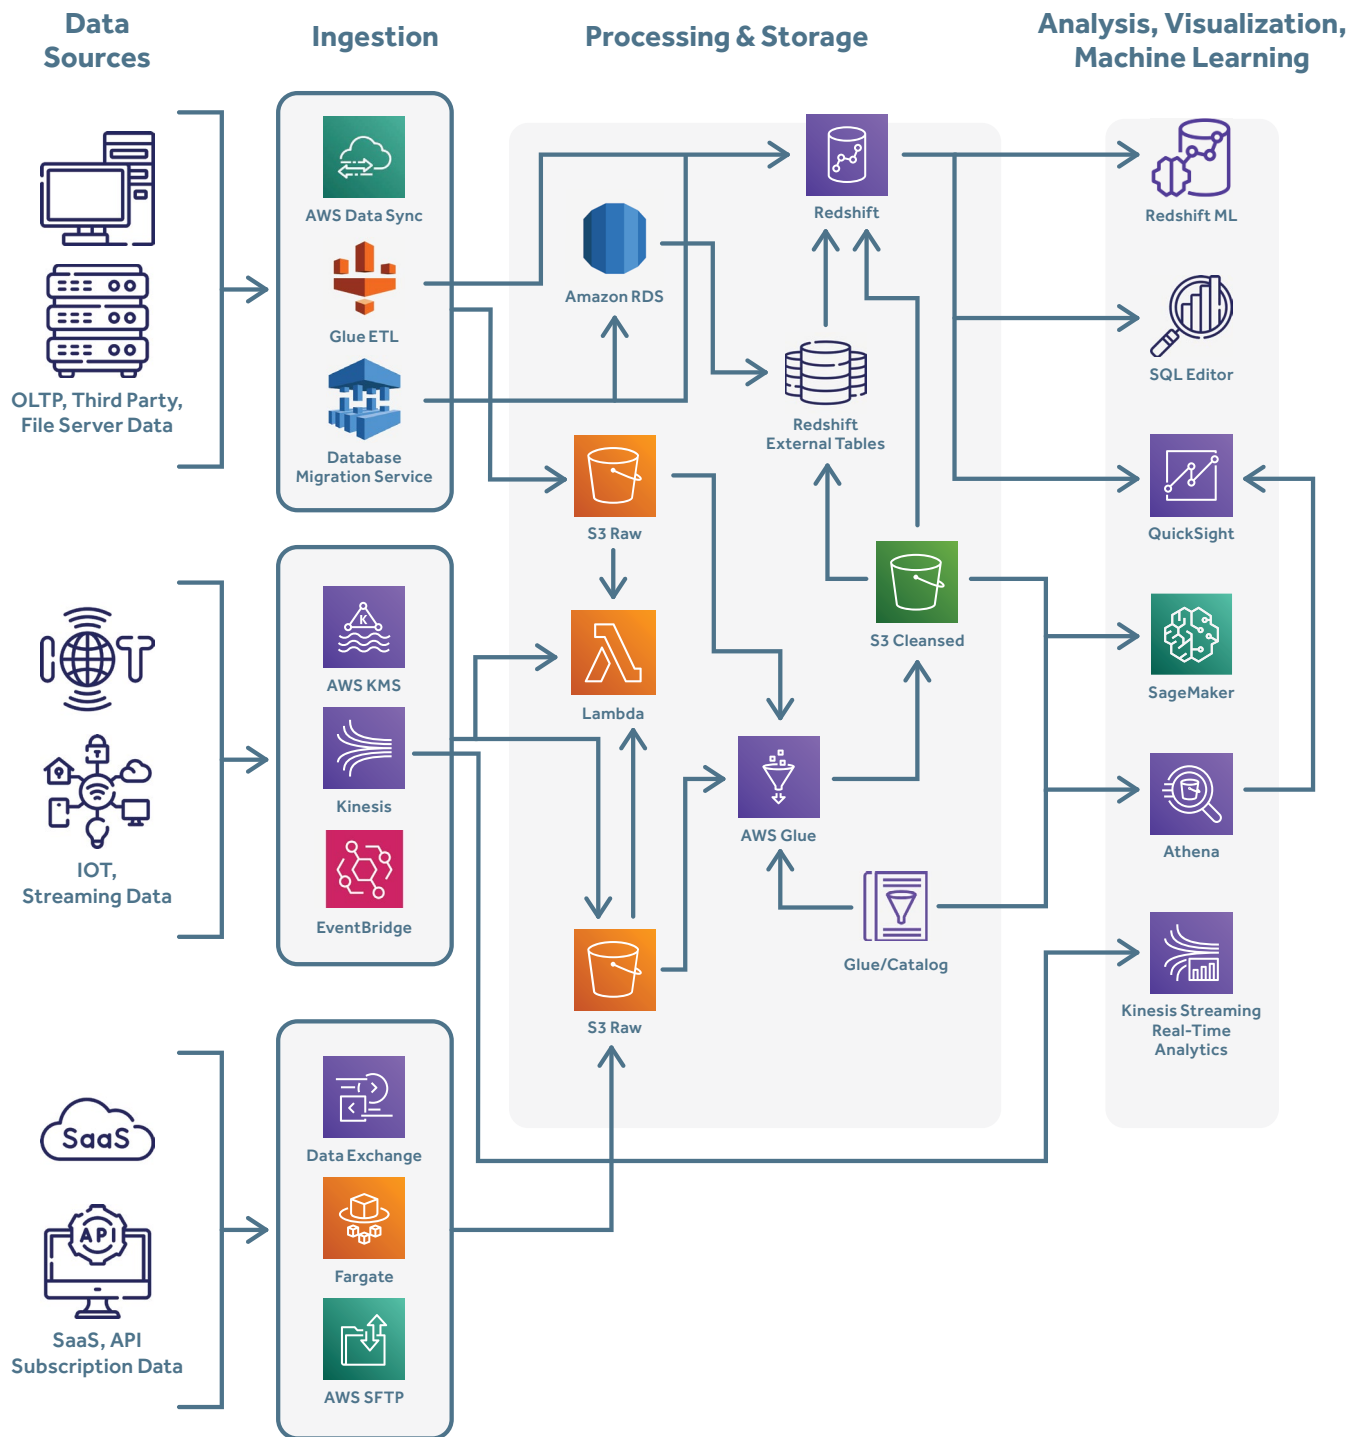 Data
Sources
Ingestion
Processing & Storage
Analysis, Visualization,
Machine Learning
OLTP, Third Party,
File Server Data
IOT
IOT,
Streaming Data
SaaS
API
SaaS, API
Subscription Data
AWS Data Sync
Glue ETL
Database
Migration Service
K
AWS KMS
Kinesis
EventBridge
Data Exchange
Fargate
AWS SFTP
Redshift
Amazon RDS
Redshift
External Tables
S3 Raw
S3 Cleansed
Lambda
AWS Glue
Glue/Catalog
S3 Raw
Redshift ML
SQL Editor
QuickSight
SageMaker
Athena
Kinesis Streaming
Real-Time
Analytics